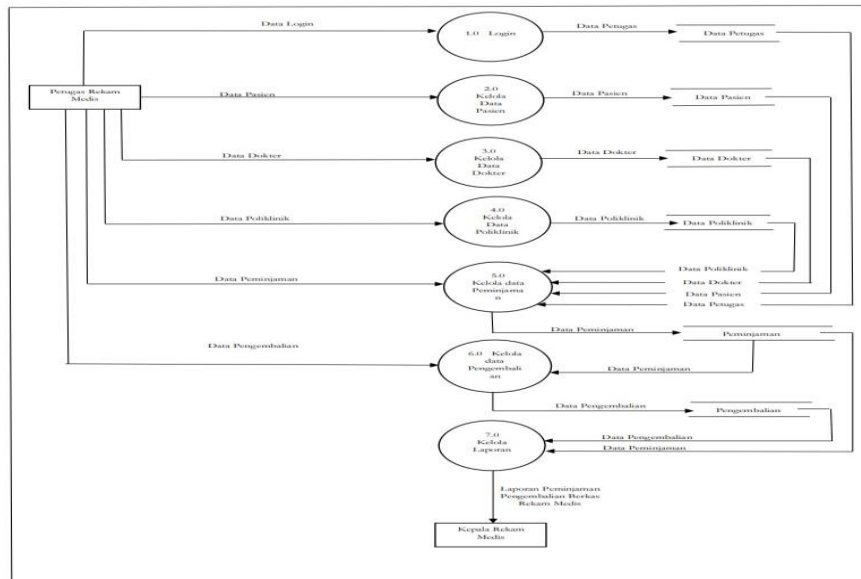 Data Login
1.0 Login
Data Petugas
Data Petugas
Petugas Rekam
Medis
Data Pasien
2.0
Kelola
Data
Pasien
Data Pasien
Data Pasien
Data Dokter
3.0
Kelola
Data
Dokter
Data Dokter
Data Dokter
Data Poliklinik
4.0
Kelola
Data
Poliklinik
Data Poliklinik
Data Poliklinik
Data Peminjaman
5.0
Kelola data
Peminjama
n
Data Poliklinik
Data Dokter
Data Pasien
Data Petugas
Data Peminjaman
Peminjaman
Data Pengembalian
6.0 Kelola
data
Pengembali
an
Data Peminjaman
Data Pengembalian
Pengembalian
7.0
Kelola
Laporan
Data Pengembalian
Data Peminjaman
Laporan Peminjaman
Pengembalian Berkas
Rekam Medis
Kepala Rekam
Medis